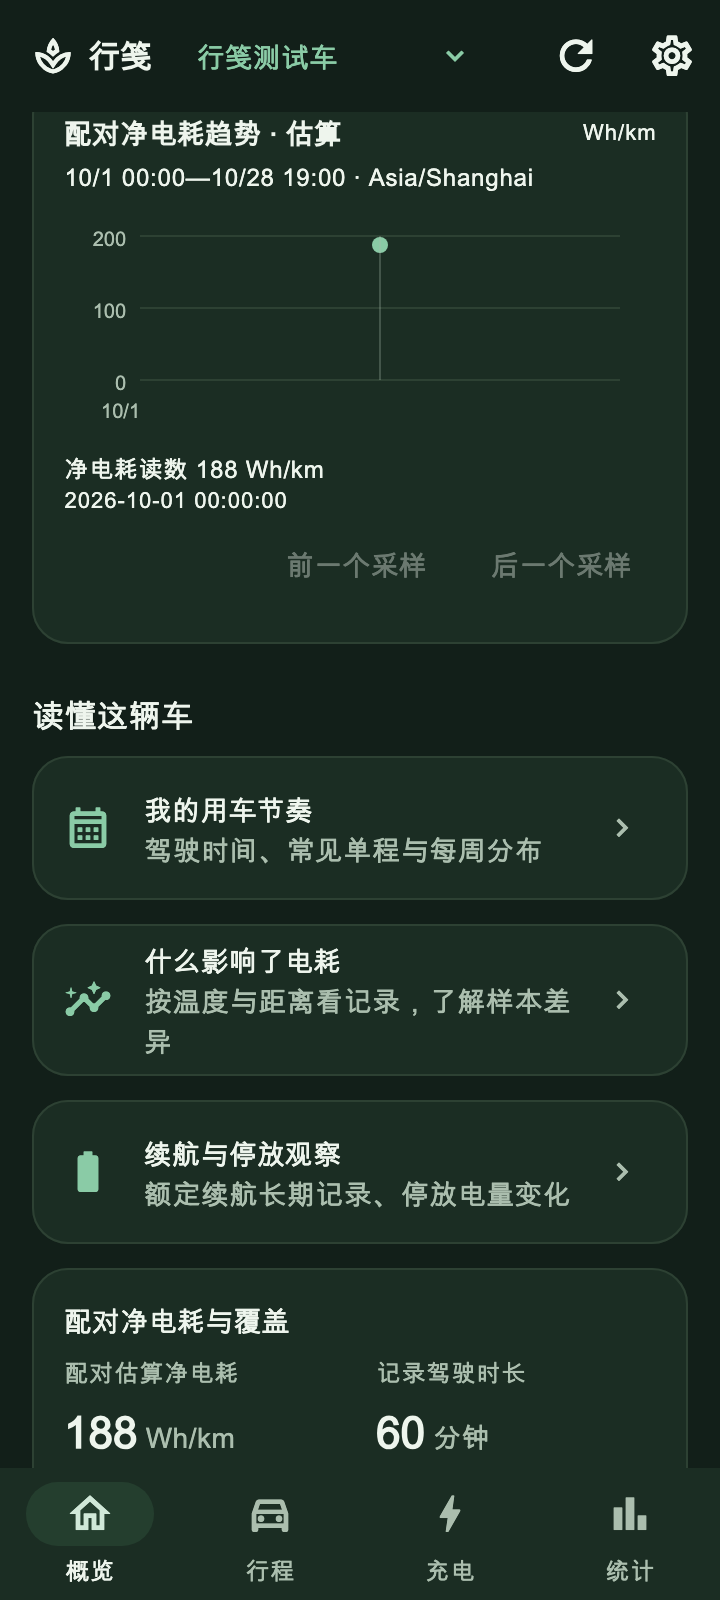 行笺
行笺测试车
配对净电耗趋势 · 估算
Wh/km
10/1 00:00—10/28 19:00 · Asia/Shanghai
200
100
0
10/1
净电耗读数 188 Wh/km
2026-10-01 00:00:00
前一个采样
后一个采样
读懂这辆车
我的用车节奏
驾驶时间、常见单程与每周分布
什么影响了电耗
按温度与距离看记录，了解样本差
异
续航与停放观察
额定续航长期记录、停放电量变化
配对净电耗与覆盖
配对估算净电耗
记录驾驶时长
188 Wh/km
60 分钟
概览
行程
充电
统计